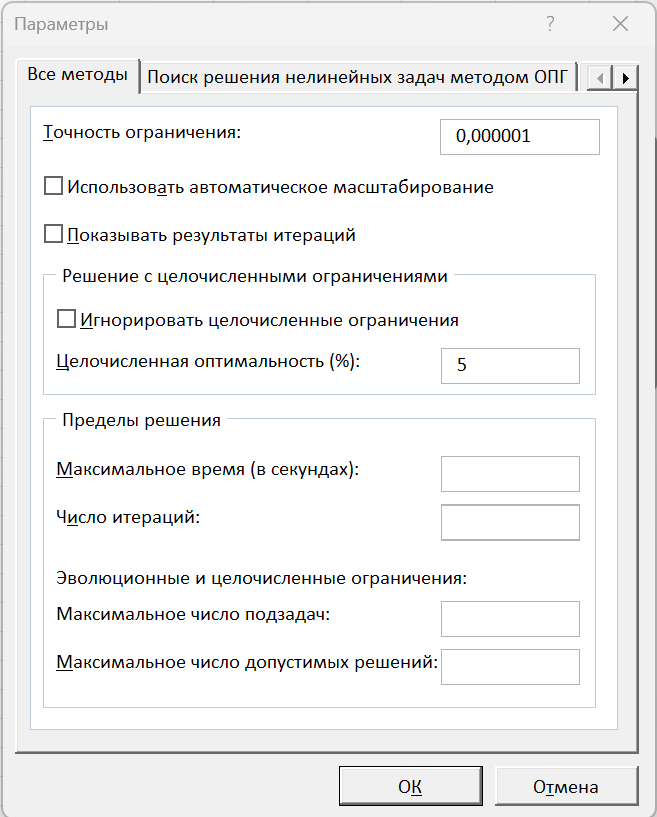 Параметры
?
Все методы
Поиск решения нелинейных задач методом ОПГ
Точность ограничения:
0,000001
Использовать автоматическое масштабирование
Показывать результаты итераций
Решение с целочисленными ограничениями
Игнорировать целочисленные ограничения
Целочисленная оптимальность (%):
5
Пределы решения
Максимальное время (в секундах):
Число итераций:
Эволюционные и целочисленные ограничения:
Максимальное число подзадач:
Максимальное число допустимых решений:
ОК
Отмена